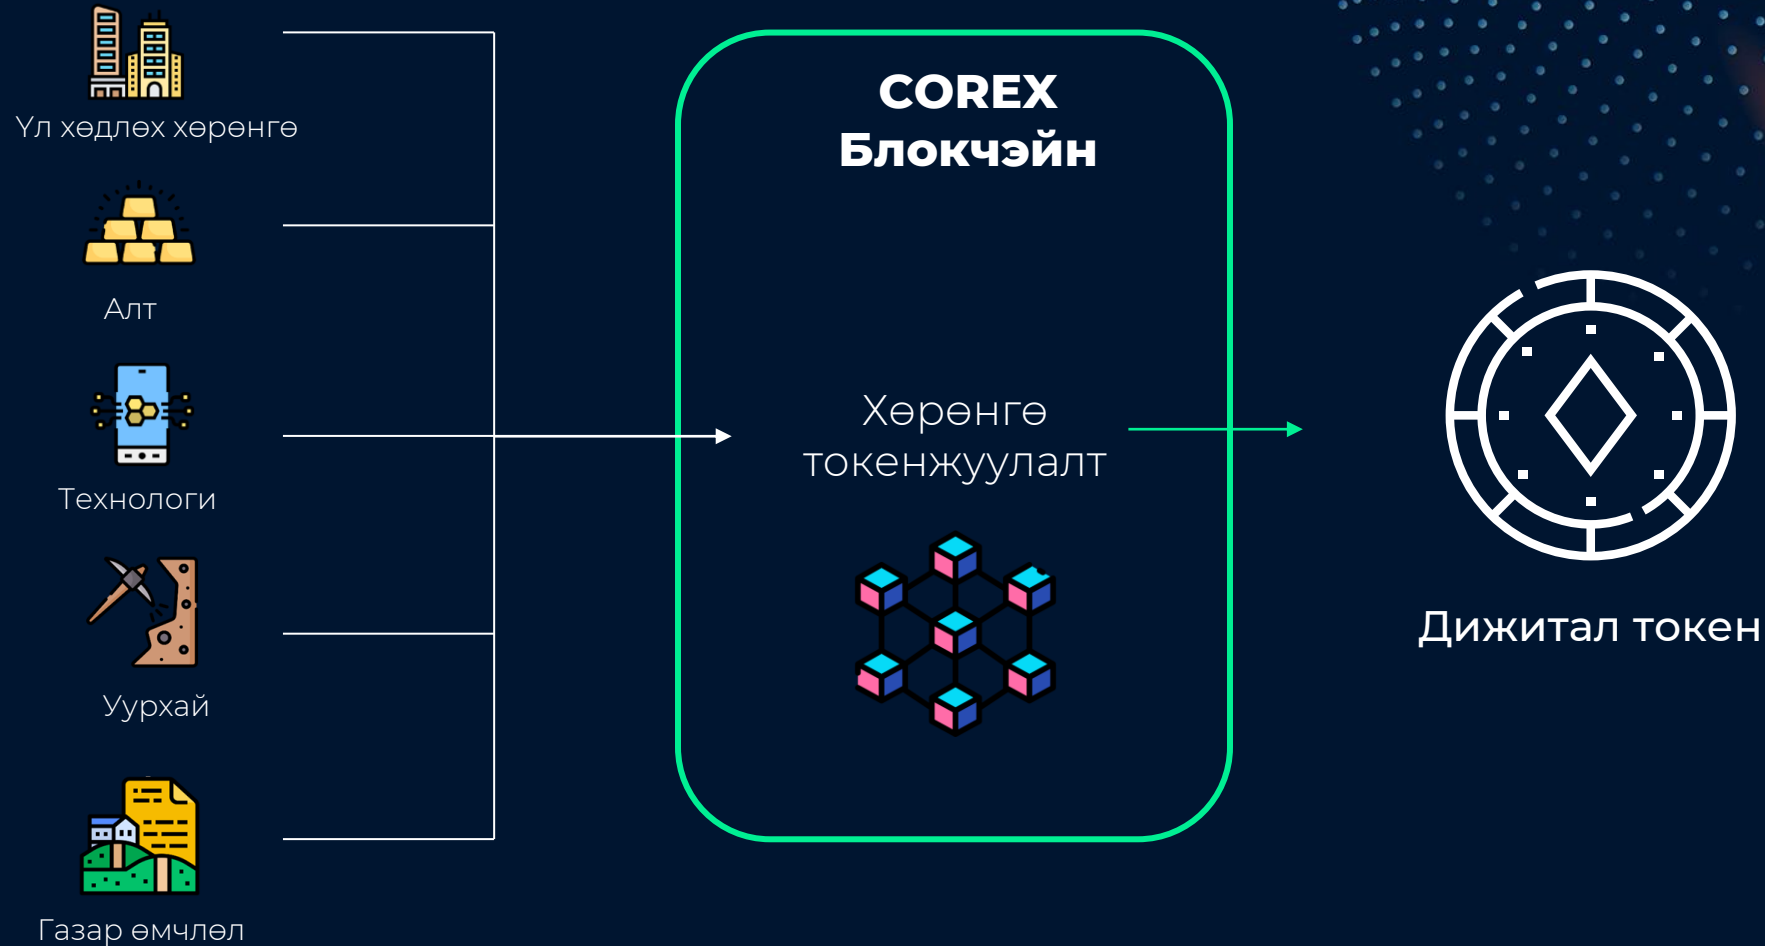 Үл хөдлөх хөрөнгө
Алт
Технологи
Уурхай
Газар өмчлөл
COREX
Блокчэйн
Хөрөнгө
токенжуулалт
Дижитал токен